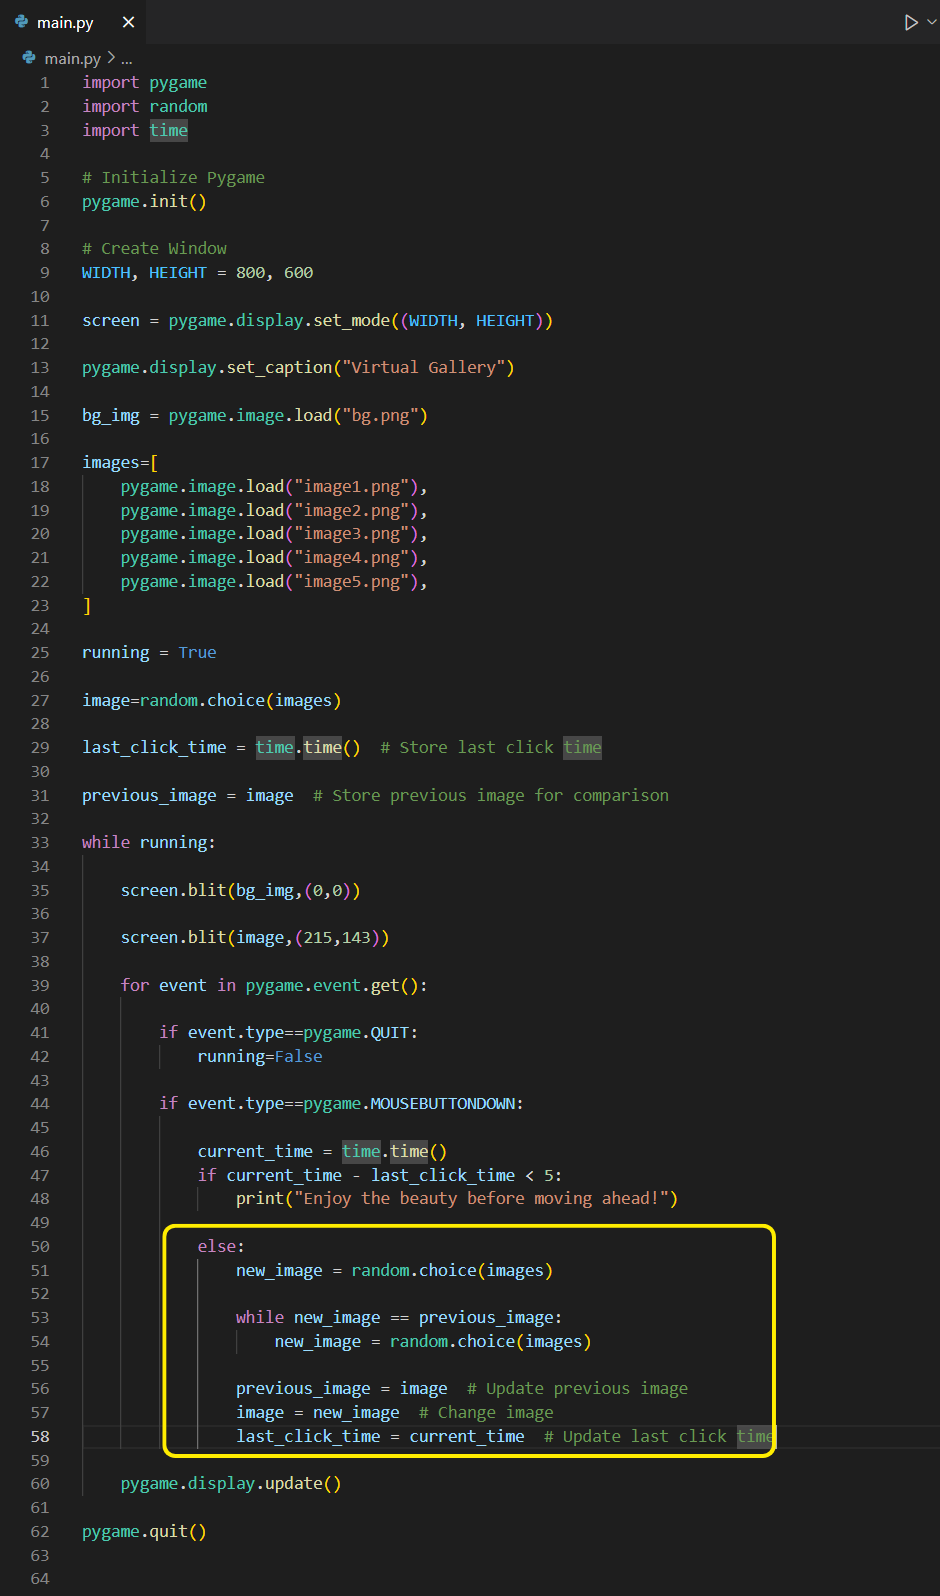 main.py
main.py > ...
1 import pygame
2 import random
3 import time
4
5 # Initialize Pygame
6 pygame.init()
7
8 # Create Window
9 WIDTH, HEIGHT = 800, 600
10
11 screen = pygame.display.set_mode((WIDTH, HEIGHT))
12
13 pygame.display.set_caption("Virtual Gallery")
14
15 bg_img = pygame.image.load("bg.png")
16
17 images=[
18     pygame.image.load("image1.png"),
19     pygame.image.load("image2.png"),
20     pygame.image.load("image3.png"),
21     pygame.image.load("image4.png"),
22     pygame.image.load("image5.png"),
23 ]
24
25 running = True
26
27 image=random.choice(images)
28
29 last_click_time = time.time()  # Store last click time
30
31 previous_image = image  # Store previous image for comparison
32
33 while running:
34
35     screen.blit(bg_img,(0,0))
36
37     screen.blit(image,(215,143))
38
39     for event in pygame.event.get():
40
41         if event.type==pygame.QUIT:
42             running=False
43
44         if event.type==pygame.MOUSEBUTTONDOWN:
45
46             current_time = time.time()
47             if current_time - last_click_time < 5:
48                 print("Enjoy the beauty before moving ahead!")
49
50             else:
51                 new_image = random.choice(images)
52
53                 while new_image == previous_image:
54                     new_image = random.choice(images)
55
56                 previous_image = image  # Update previous image
57                 image = new_image  # Change image
58                 last_click_time = current_time  # Update last click time
59
60     pygame.display.update()
61
62 pygame.quit()
63
64